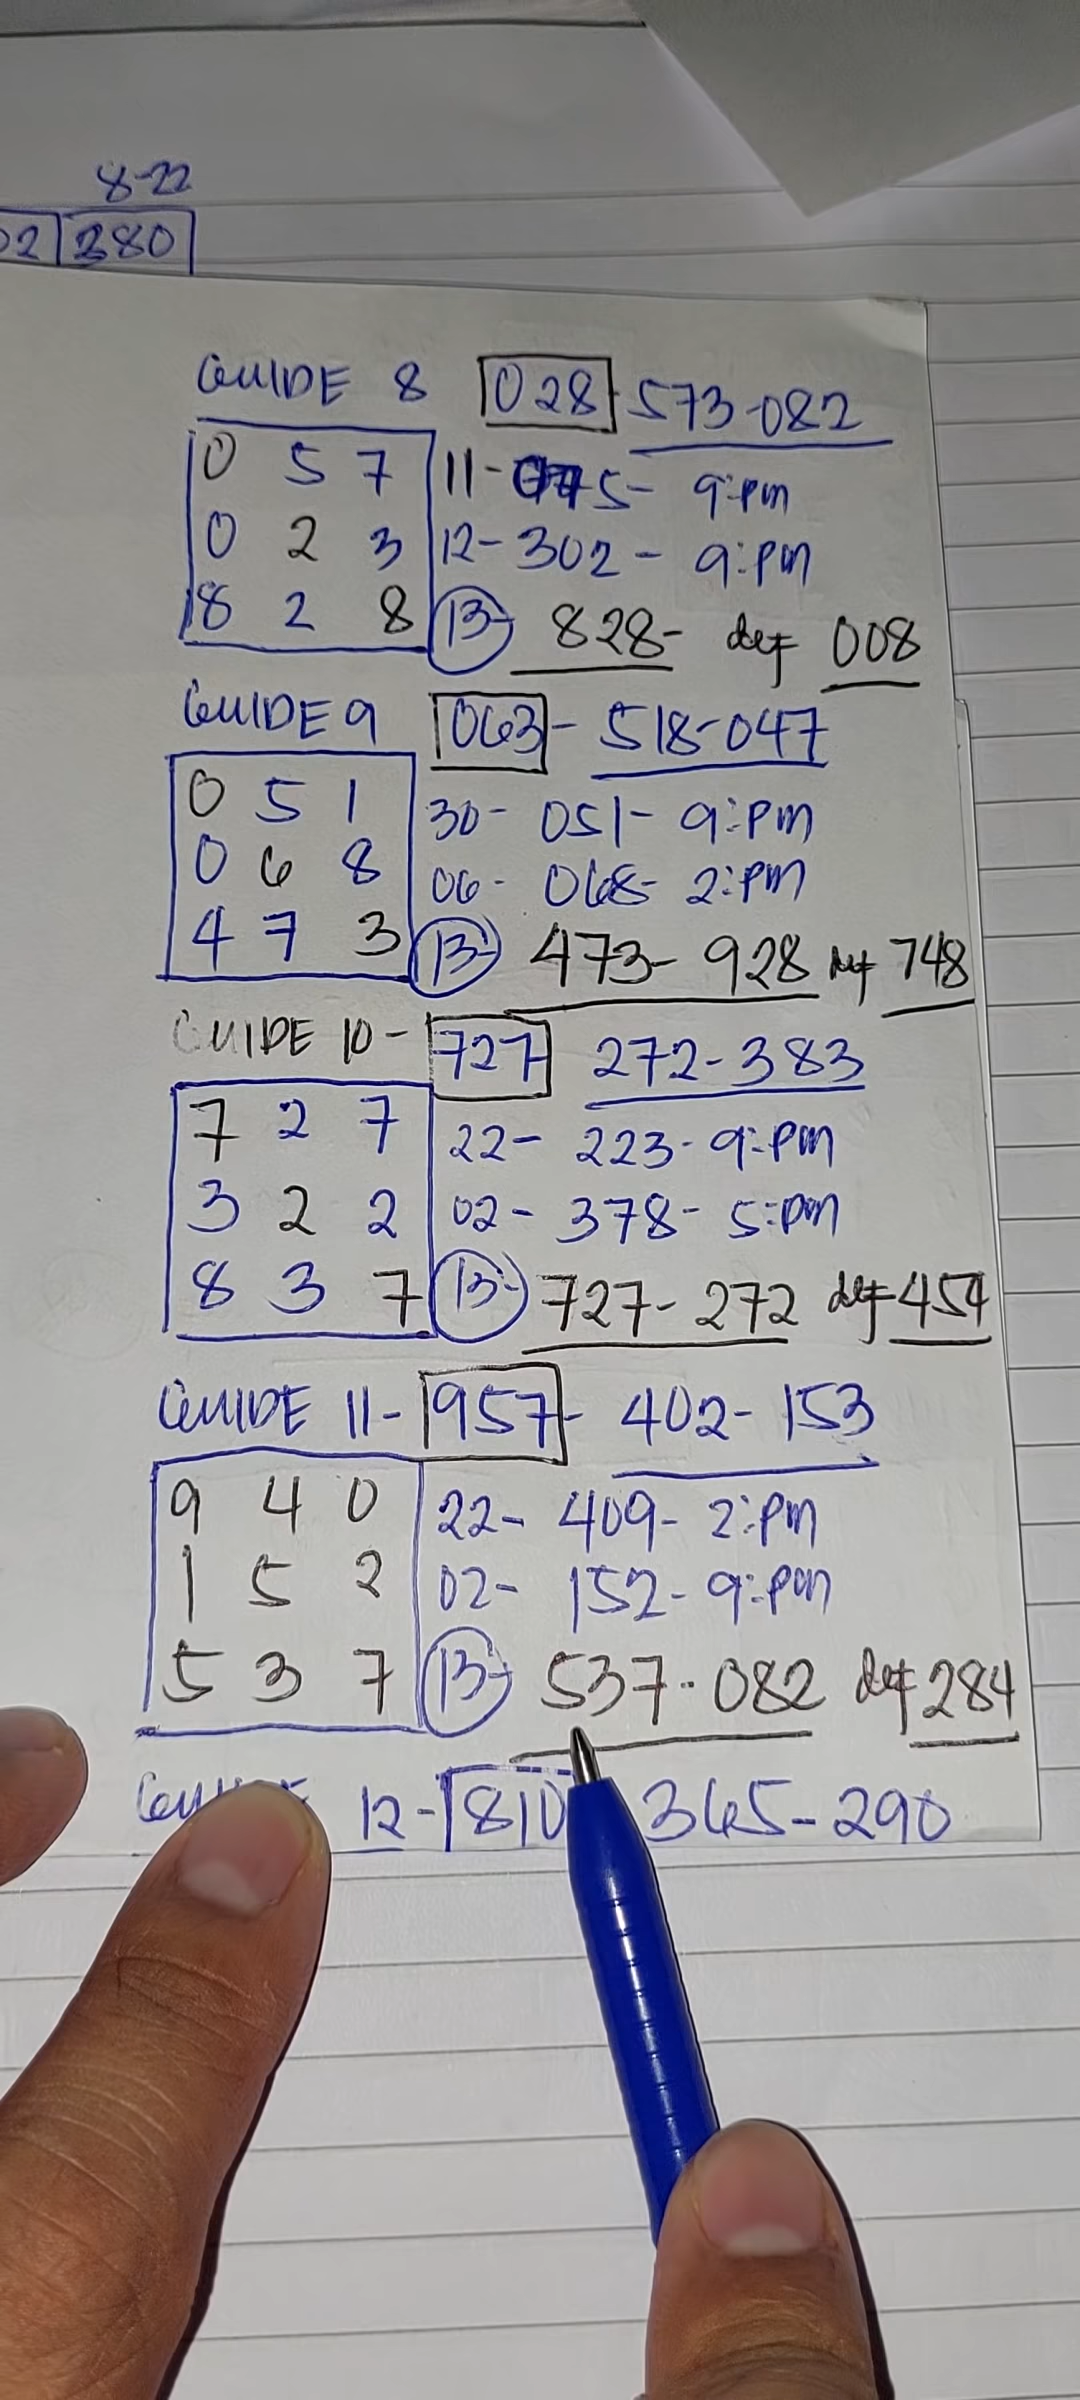 8-22
02 380
GUIDE 8 028 - 573-082
0 5 7 11- 075- 9:pm
0 2 3 12- 302- 9:pm
8 2 8 13- 828- def 008
GUIDE 9 063 - 518-047
0 5 1 30- 051- 9:pm
0 6 8 06- 068- 2:pm
4 7 3 13- 473- 928 def 748
GUIDE 10- 727 272-383
7 2 7 22- 223-9:pm
3 2 2 02- 378- 5:pm
8 3 7 13- 727- 272 def 454
GUIDE 11- 957- 402-153
9 4 0 22- 409- 2:pm
1 5 2 02- 152-9:pm
5 3 7 13- 537-082 def 284
12- 810 365-290